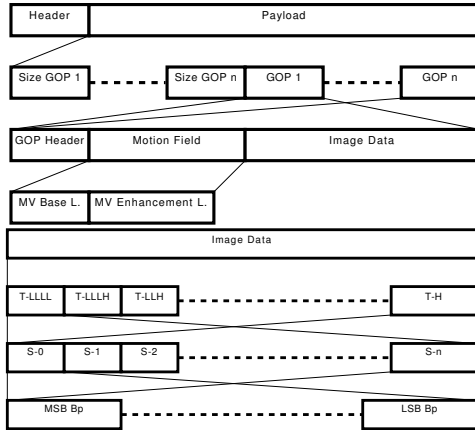 Header Payload
Size GOP 1 Size GOP n GOP 1 GOP n
GOP Header Motion Field Image Data
MV Base L. MV Enhancement L.
Image Data
T-LLLL T-LLLH T-LLH T-H
S-0 S-1 S-2 S-n
MSB Bp LSB Bp